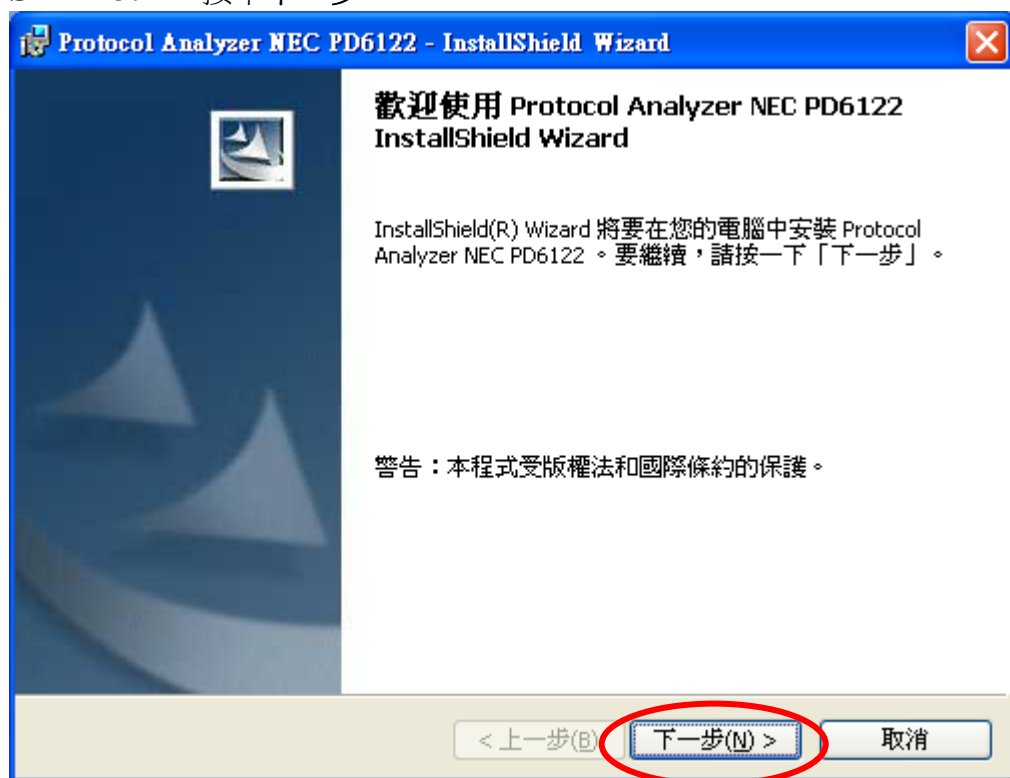 Protocol Analyzer NEC PD6122 - InstallShield Wizard
歡迎使用 Protocol Analyzer NEC PD6122
InstallShield Wizard
InstallShield(R) Wizard 將要在您的電腦中安裝 Protocol
Analyzer NEC PD6122 。要繼續，請按一下「下一步」。
警告：本程式受版權法和國際條約的保護。
< 上一步(B)
下一步(N) >
取消